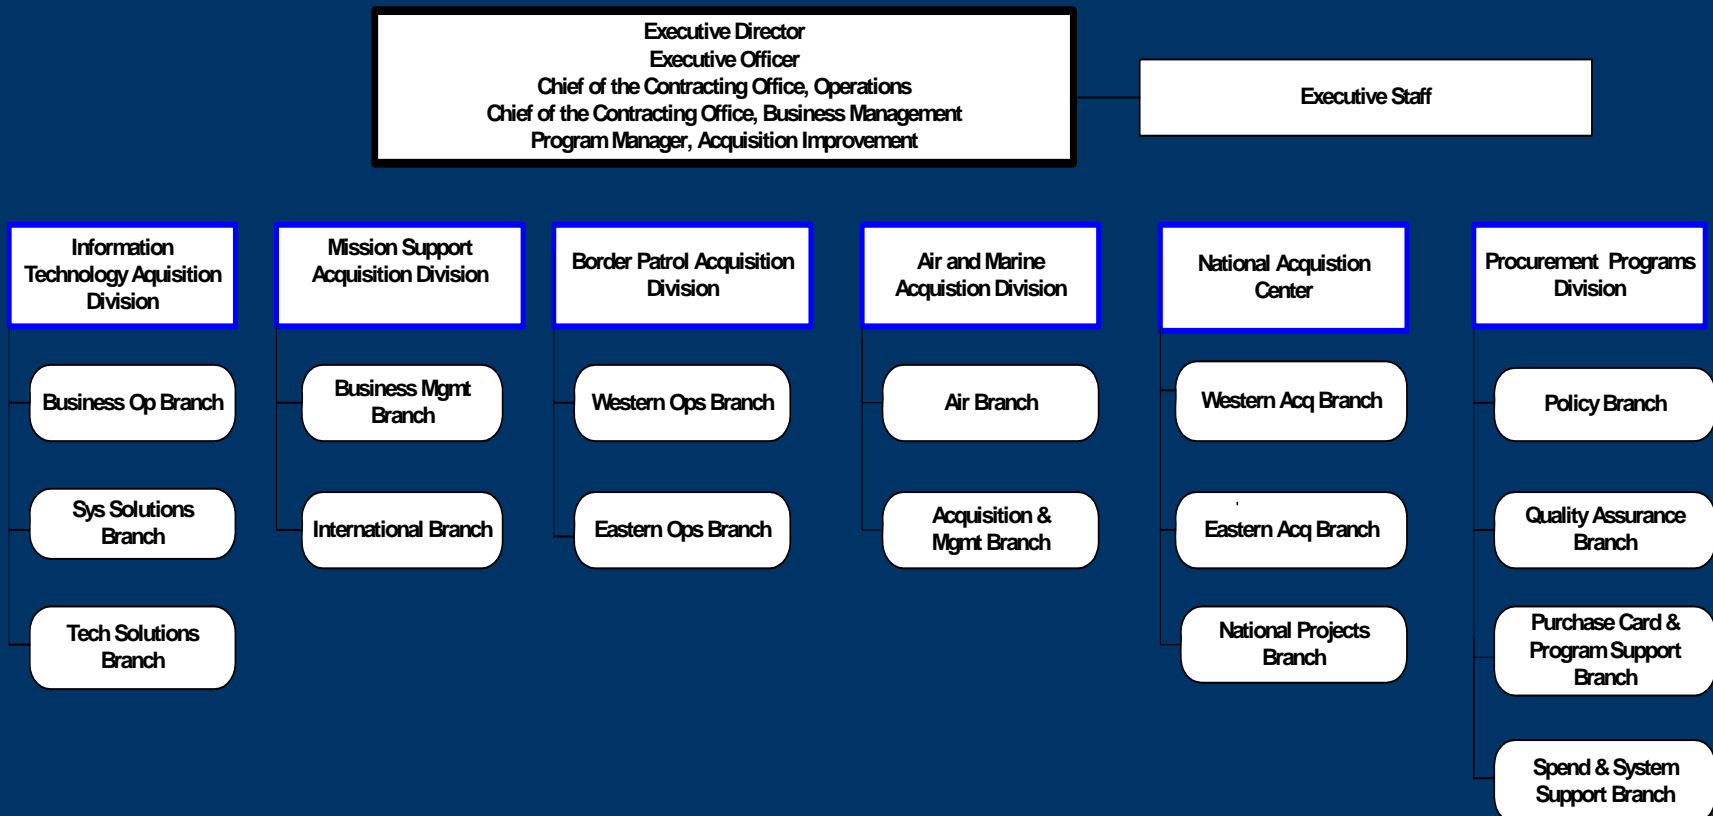 Executive Director
Executive Officer
Chief of the Contracting Office, Operations
Chief of the Contracting Office, Business Management
Program Manager, Acquisition Improvement
Executive Staff
Information
Technology Aquisition
Division
Business Op Branch
Sys Solutions
Branch
Tech Solutions
Branch
Mission Support
Acquisition Division
Business Mgmt
Branch
International Branch
Border Patrol Acquisition
Division
Western Ops Branch
Eastern Ops Branch
Air and Marine
Acquistion Division
Air Branch
Acquisition &
Mgmt Branch
National Acquistion
Center
Western Acq Branch
Eastern Acq Branch
National Projects
Branch
Procurement Programs
Division
Policy Branch
Quality Assurance
Branch
Purchase Card &
Program Support
Branch
Spend & System
Support Branch